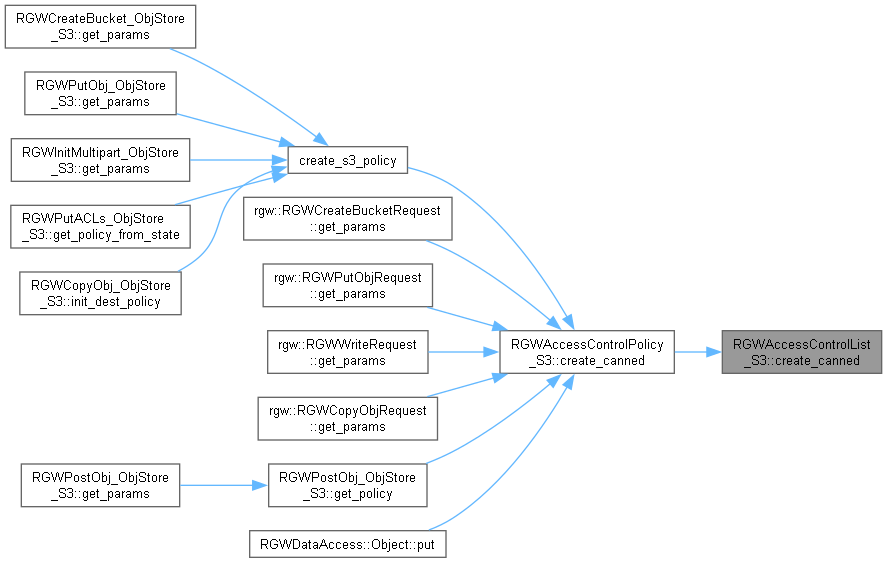 RGWCreateBucket_ObjStore
_S3::get_params
RGWPutObj_ObjStore
_S3::get_params
RGWInitMultipart_ObjStore
_S3::get_params
RGWPutACLs_ObjStore
_S3::get_policy_from_state
RGWCopyObj_ObjStore
_S3::init_dest_policy
create_s3_policy
rgw::RGWCreateBucketRequest
::get_params
rgw::RGWPutObjRequest
::get_params
rgw::RGWWriteRequest
::get_params
rgw::RGWCopyObjRequest
::get_params
RGWPostObj_ObjStore
_S3::get_params
RGWPostObj_ObjStore
_S3::get_policy
RGWDataAccess::Object::put
RGWAccessControlPolicy
_S3::create_canned
RGWAccessControlList
_S3::create_canned